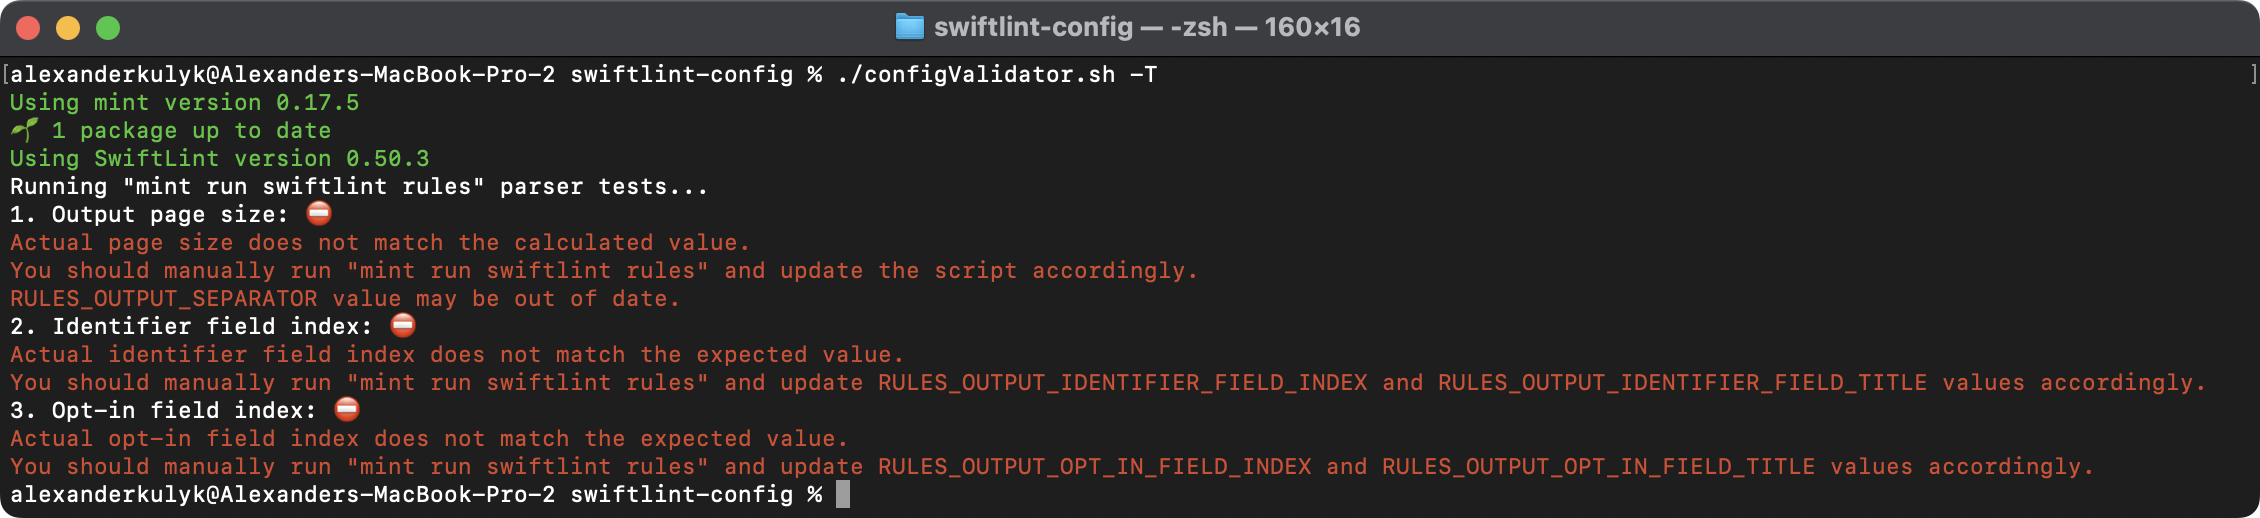 swiftlint-config — -zsh — 160×16
[alexanderkulyk@Alexanders-MacBook-Pro-2 swiftlint-config % ./configValidator.sh -T ]
Using mint version 0.17.5
🌱 1 package up to date
Using SwiftLint version 0.50.3
Running "mint run swiftlint rules" parser tests...
1. Output page size: ⛔
Actual page size does not match the calculated value.
You should manually run "mint run swiftlint rules" and update the script accordingly.
RULES_OUTPUT_SEPARATOR value may be out of date.
2. Identifier field index: ⛔
Actual identifier field index does not match the expected value.
You should manually run "mint run swiftlint rules" and update RULES_OUTPUT_IDENTIFIER_FIELD_INDEX and RULES_OUTPUT_IDENTIFIER_FIELD_TITLE values accordingly.
3. Opt-in field index: ⛔
Actual opt-in field index does not match the expected value.
You should manually run "mint run swiftlint rules" and update RULES_OUTPUT_OPT_IN_FIELD_INDEX and RULES_OUTPUT_OPT_IN_FIELD_TITLE values accordingly.
alexanderkulyk@Alexanders-MacBook-Pro-2 swiftlint-config %